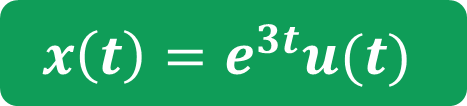 x(t) = e^{3t}u(t)